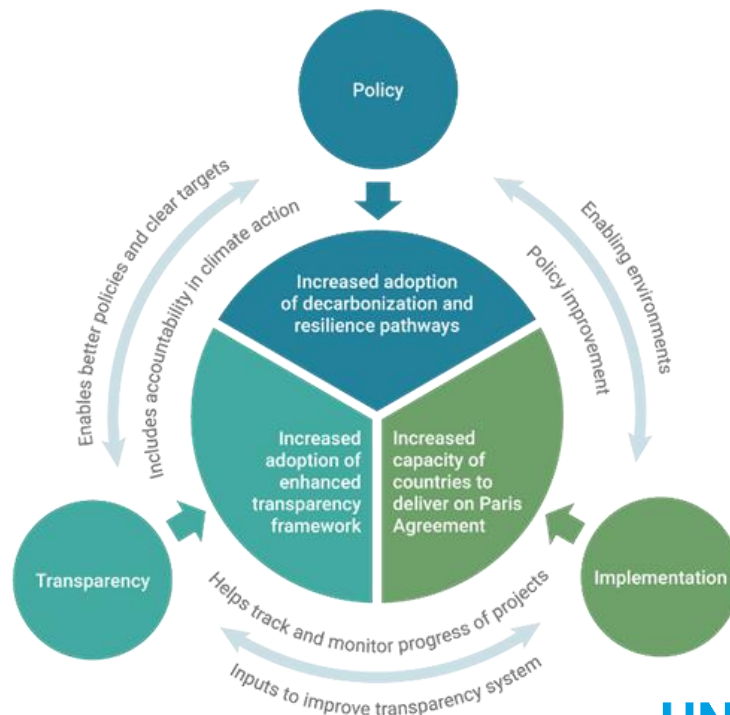 Policy
Enables better policies and clear targets
Includes accountability in climate action
Enabling environments
Policy improvement
Increased adoption
of decarbonization and
resilience pathways
Increased
adoption of
enhanced
transparency
framework
Increased
capacity of
countries to
deliver on Paris
Agreement
Transparency
Implementation
Helps track and monitor progress of projects
Inputs to improve transparency system